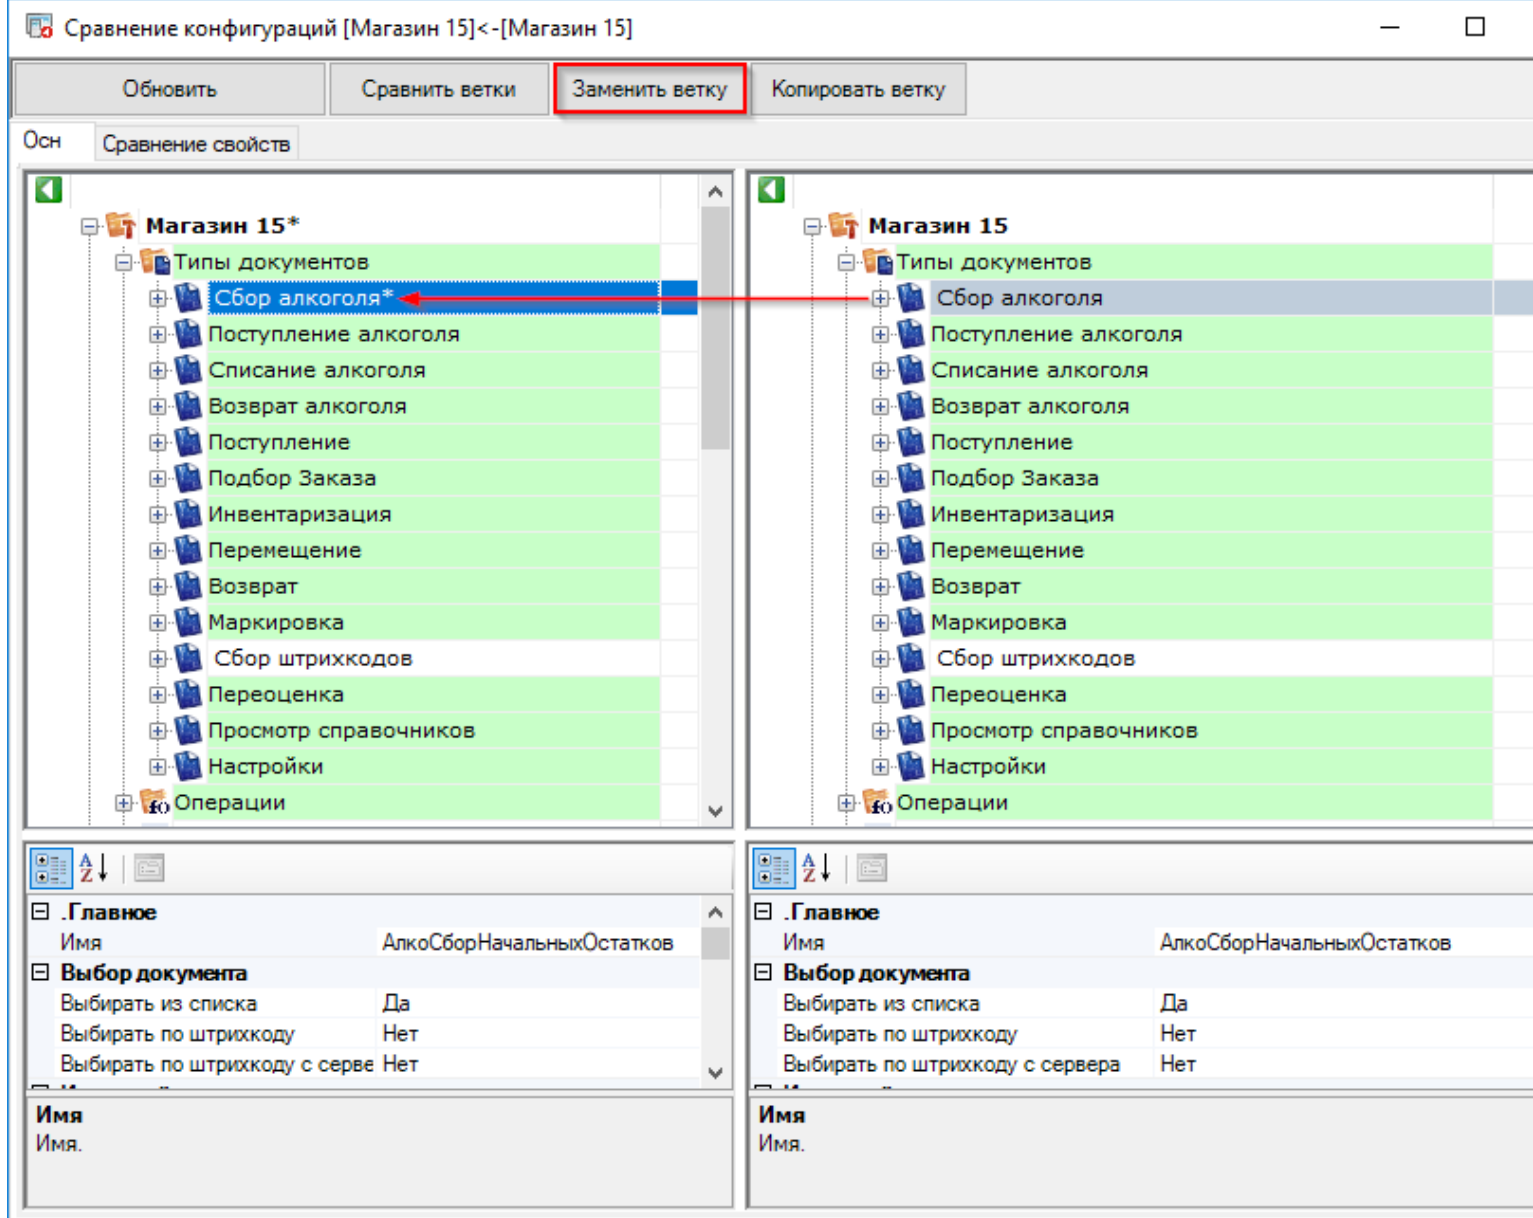 Сравнение конфигураций [Магазин 15]<-[Магазин 15]
Обновить
Сравнить ветки
Заменить ветку
Копировать ветку
Осн
Сравнение свойств
Магазин 15*
Типы документов
Сбор алкоголя*
Поступление алкоголя
Списание алкоголя
Возврат алкоголя
Поступление
Подбор Заказа
Инвентаризация
Перемещение
Возврат
Маркировка
Сбор штрихкодов
Переоценка
Просмотр справочников
Настройки
Операции
Магазин 15
Типы документов
Сбор алкоголя
Поступление алкоголя
Списание алкоголя
Возврат алкоголя
Поступление
Подбор Заказа
Инвентаризация
Перемещение
Возврат
Маркировка
Сбор штрихкодов
Переоценка
Просмотр справочников
Настройки
Операции
.Главное
Имя АлкоСборНачальныхОстатков
Выбор документа
Выбирать из списка Да
Выбирать по штрихкоду Нет
Выбирать по штрихкоду с серве Нет
Имя
Имя.
.Главное
Имя АлкоСборНачальныхОстатков
Выбор документа
Выбирать из списка Да
Выбирать по штрихкоду Нет
Выбирать по штрихкоду с сервера Нет
Имя
Имя.